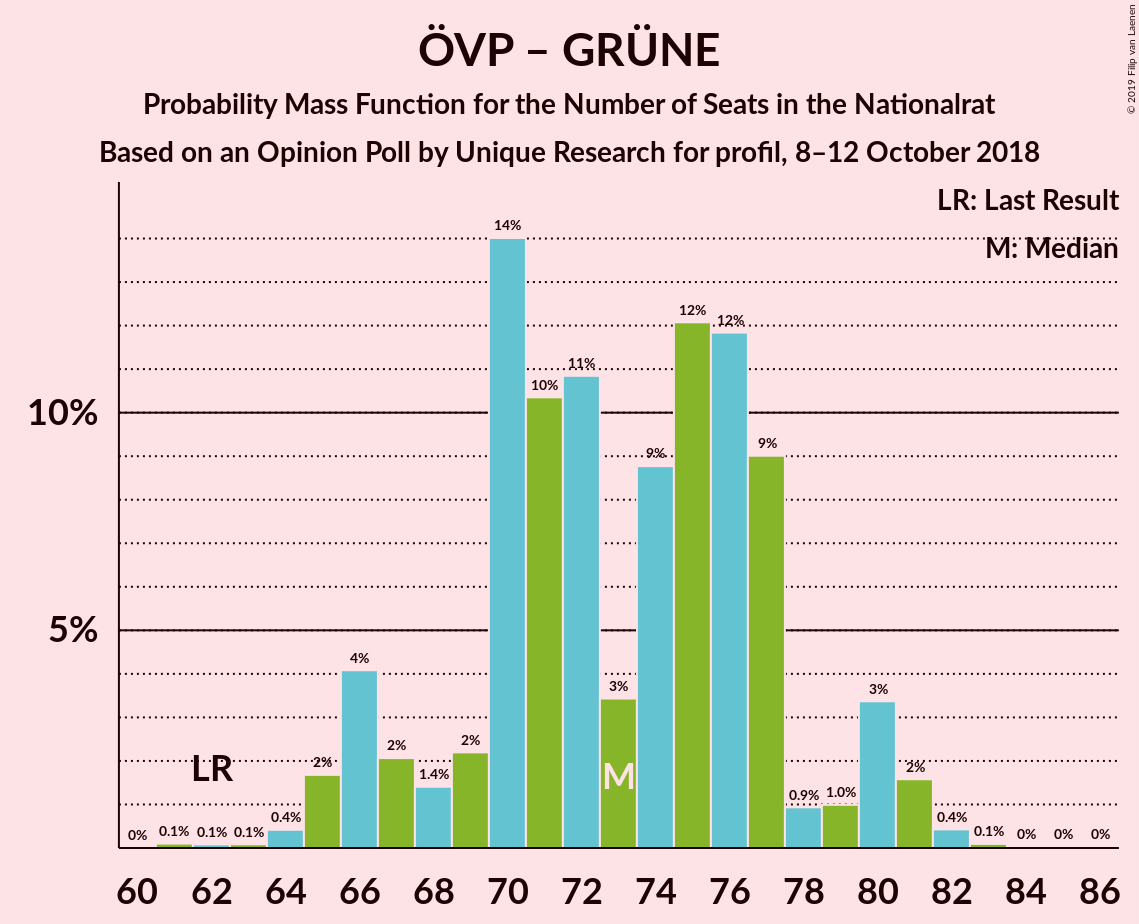 ÖVP – GRÜNE
Probability Mass Function for the Number of Seats in the Nationalrat
Based on an Opinion Poll by Unique Research for profil, 8–12 October 2018
© 2019 Filip van Laenen
LR: Last Result
M: Median
10%
5%
0% 0.1% 0.1% 0.1% 0.4% 2% 4% 2% 1.4% 2% 14% 10% 11% 3% 9% 12% 12% 9% 0.9% 1.0% 3% 2% 0.4% 0.1% 0% 0% 0%
LR
M
60 62 64 66 68 70 72 74 76 78 80 82 84 86